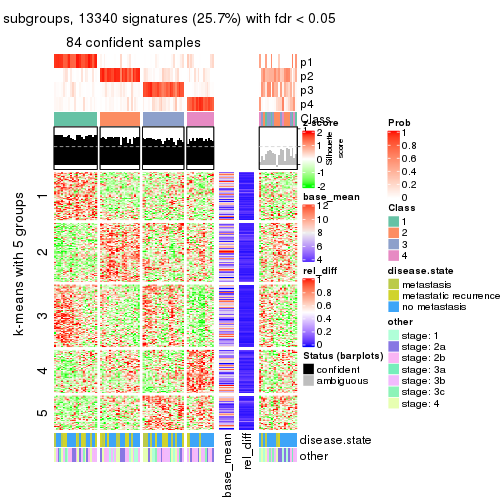 subgroups, 13340 signatures (25.7%) with fdr < 0.05
84 confident samples
p1
p2
p3
p4
Class
1
Silhouette
score
k-means with 5 groups
1
2
3
4
5
base_mean
rel_diff
disease.state
other
z-score
2
1
0
-1
-2
base_mean
12
10
8
6
4
rel_diff
1
0.8
0.6
0.4
0.2
0
Status (barplots)
confident
ambiguous
Prob
1
0.8
0.6
0.4
0.2
0
Class
1
2
3
4
disease.state
metastasis
metastatic recurrence
no metastasis
other
stage: 1
stage: 2a
stage: 2b
stage: 3a
stage: 3b
stage: 3c
stage: 4